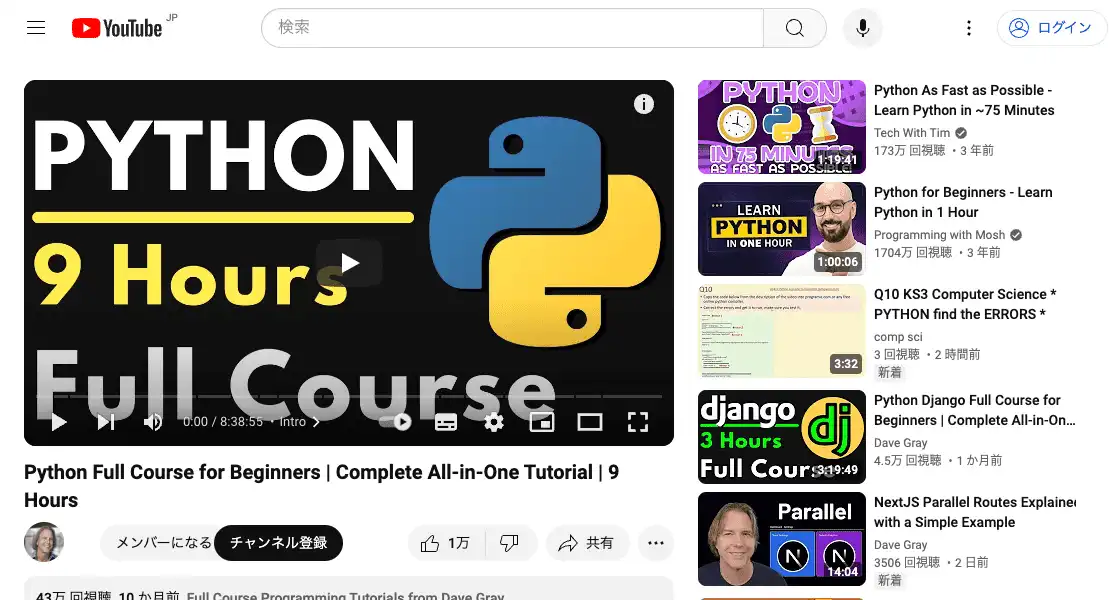 YouTube JP
検索
ログイン
PYTHON
9 Hours
Full Course
0:00 / 8:38:55 • Intro
Python Full Course for Beginners | Complete All-in-One Tutorial | 9
Hours
メンバーになる
チャンネル登録
1万
共有
43万 回視聴 10 か月前 Full Course Programming Tutorials from Dave Gray
PYTHON
IN 75 MINUTES
AS FAST AS POSSIBLE!
1:19:41
Python As Fast as Possible -
Learn Python in ~75 Minutes
Tech With Tim
173万 回視聴 • 3 年前
LEARN
PYTHON
IN ONE HOUR
1:00:06
Python for Beginners - Learn
Python in 1 Hour
Programming with Mosh
1704万 回視聴 • 3 年前
Q10
3:32
Q10 KS3 Computer Science *
PYTHON find the ERRORS *
comp sci
3 回視聴 • 2 時間前
新着
django
3 Hours
Full Course
dj
3:19:49
Python Django Full Course for
Beginners | Complete All-in-On...
Dave Gray
4.5万 回視聴 • 1 か月前
Parallel
N
N
14:04
NextJS Parallel Routes Explained
with a Simple Example
Dave Gray
3506 回視聴 • 2 日前
新着